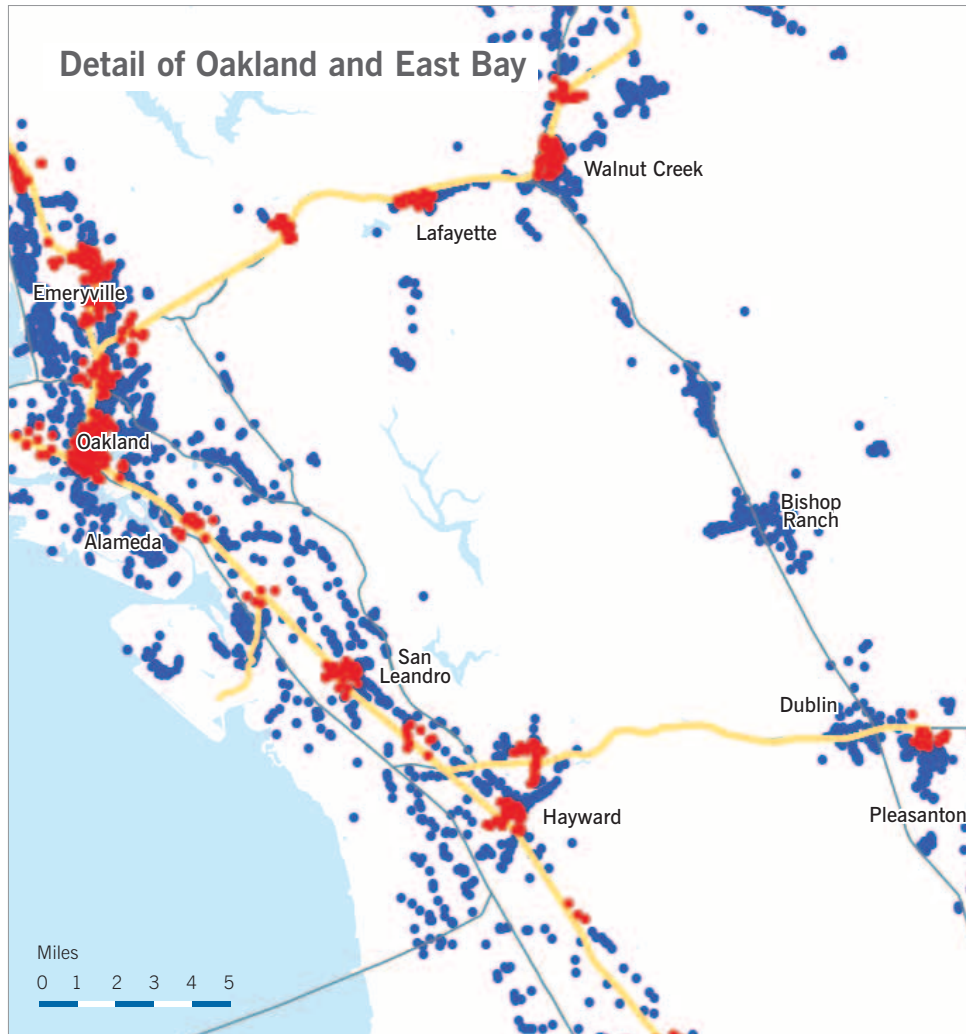 Detail of Oakland and East Bay
Walnut Creek
Lafayette
Emeryville
Oakland
Bishop
Ranch
Alameda
San
Leandro
Dublin
Hayward
Pleasanton
Miles
0 1 2 3 4 5